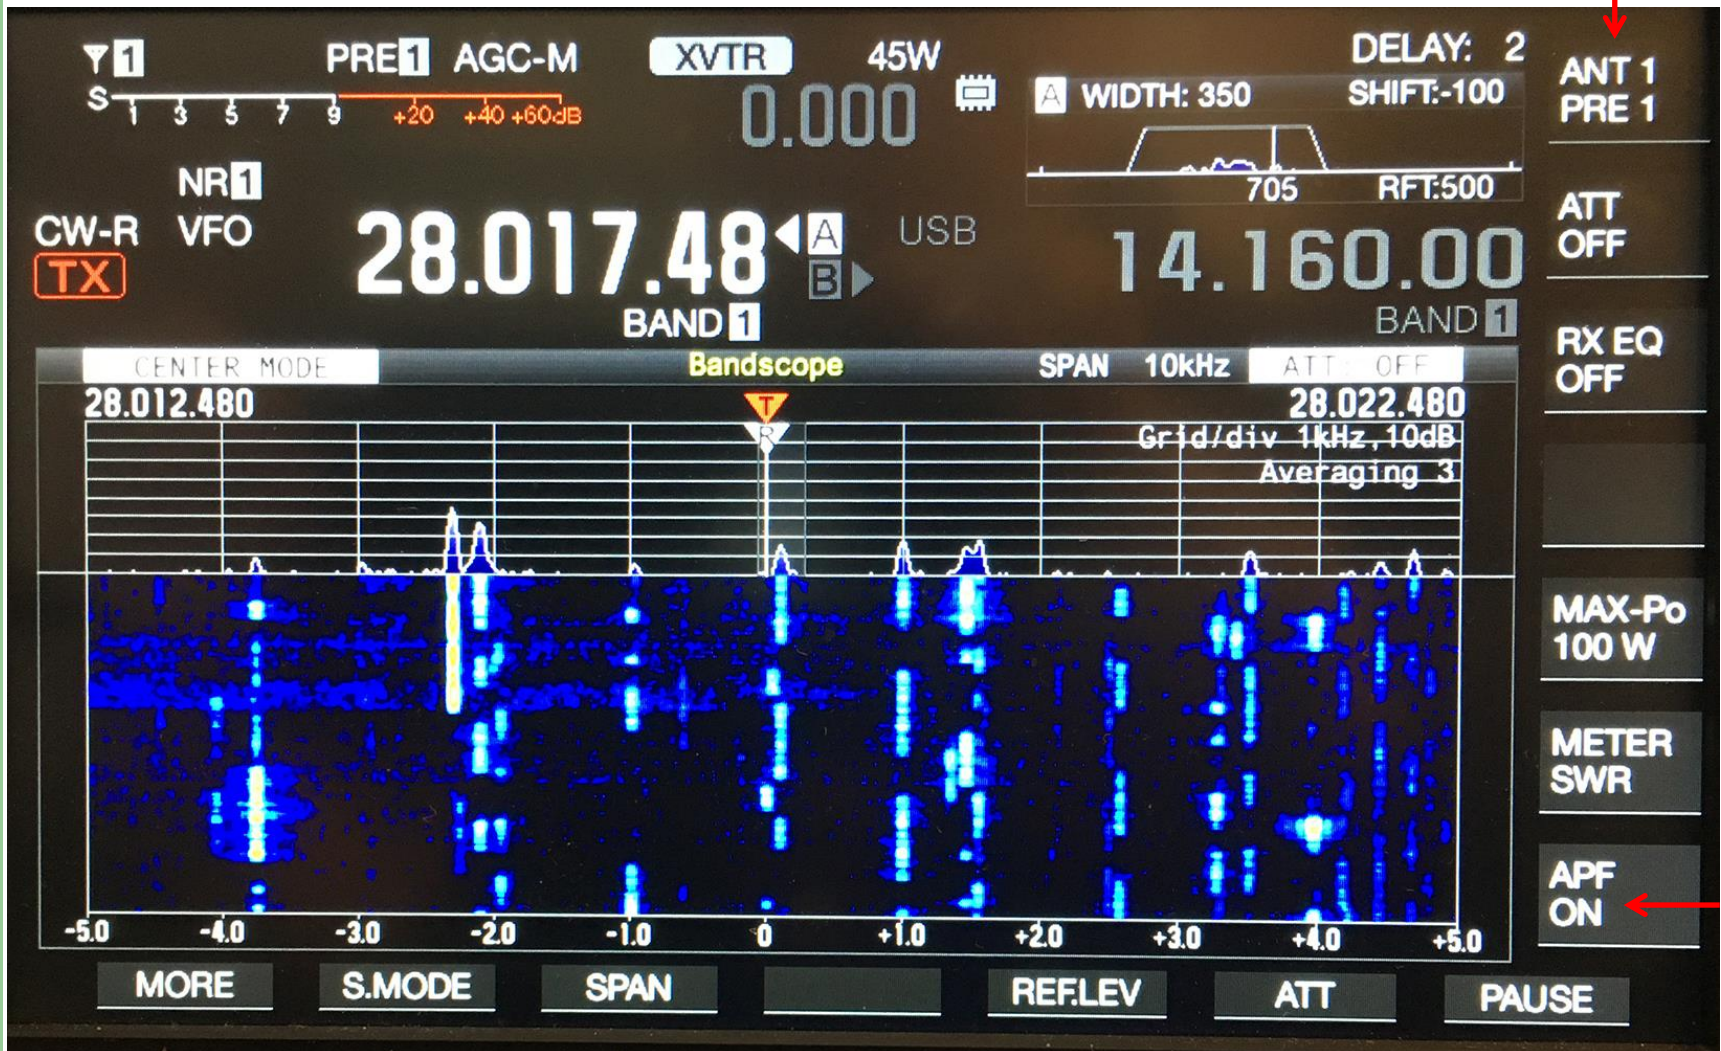 1 PRE1 AGC-M XVTR 45W DELAY: 2
S 1 3 5 7 9 +20 +40 +60dB
0.000
A WIDTH: 350 SHIFT:-100
705 RFT:500
NR1
CW-R VFO 28.017.48 A USB 14.160.00
TX B
BAND1 BAND1
CENTER MODE Bandscope SPAN 10kHz ATT: OFF
28.012.480 T 28.022.480
R Grid/div 1kHz,10dB
Averaging 3
-5.0 -4.0 -3.0 -2.0 -1.0 0 +1.0 +2.0 +3.0 +4.0 +5.0
MORE S.MODE SPAN REF.LEV ATT PAUSE
ANT 1
PRE 1
ATT
OFF
RX EQ
OFF
MAX-Po
100 W
METER
SWR
APF
ON